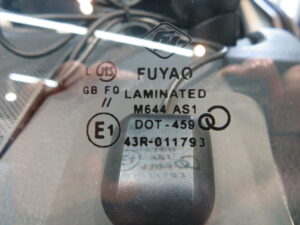 FUYAO
LAMINATED
GB FQ
//
M644 AS1
E1
DOT-459
43R-011793